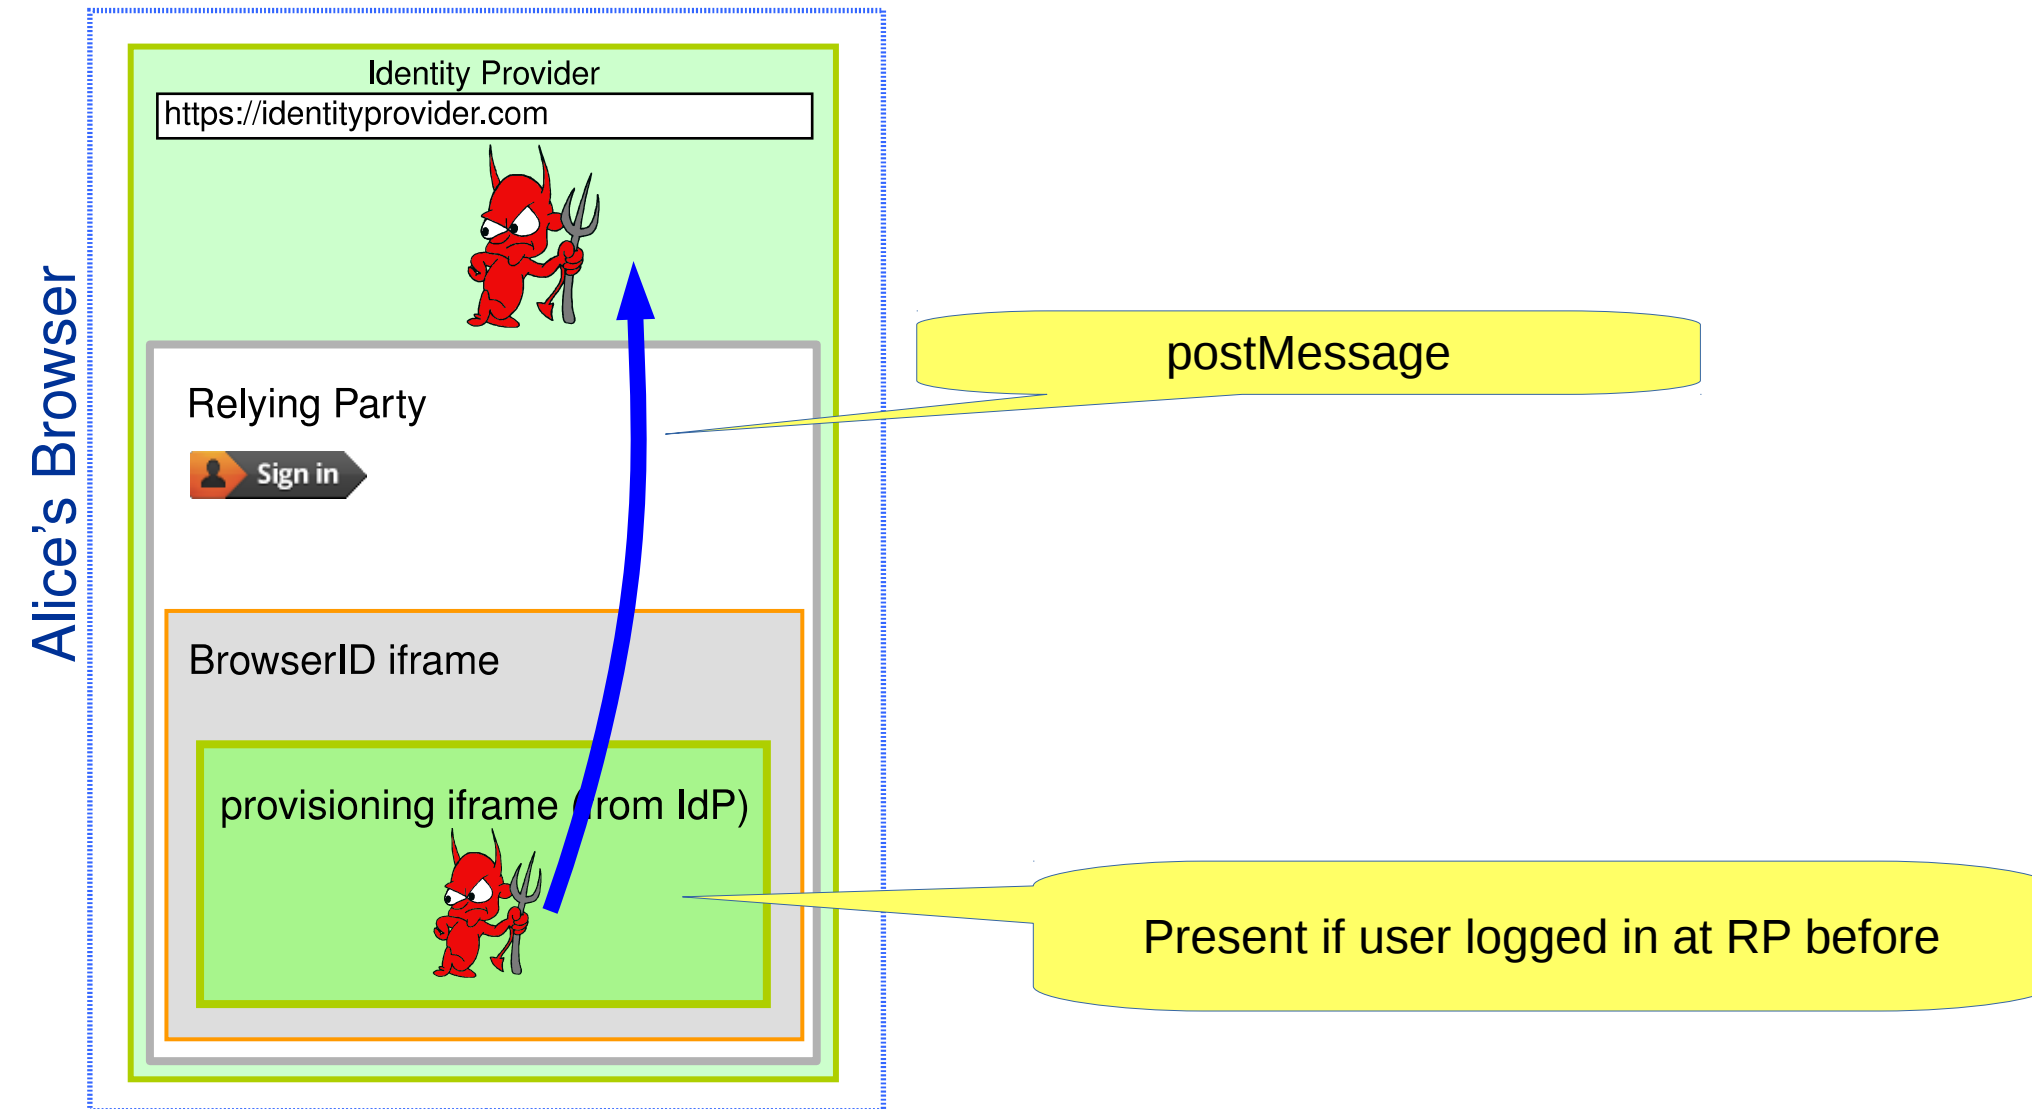 Alice’s Browser
Identity Provider
https://identityprovider.com
Relying Party
Sign in
BrowserID iframe
provisioning iframe (from IdP)
postMessage
Present if user logged in at RP before